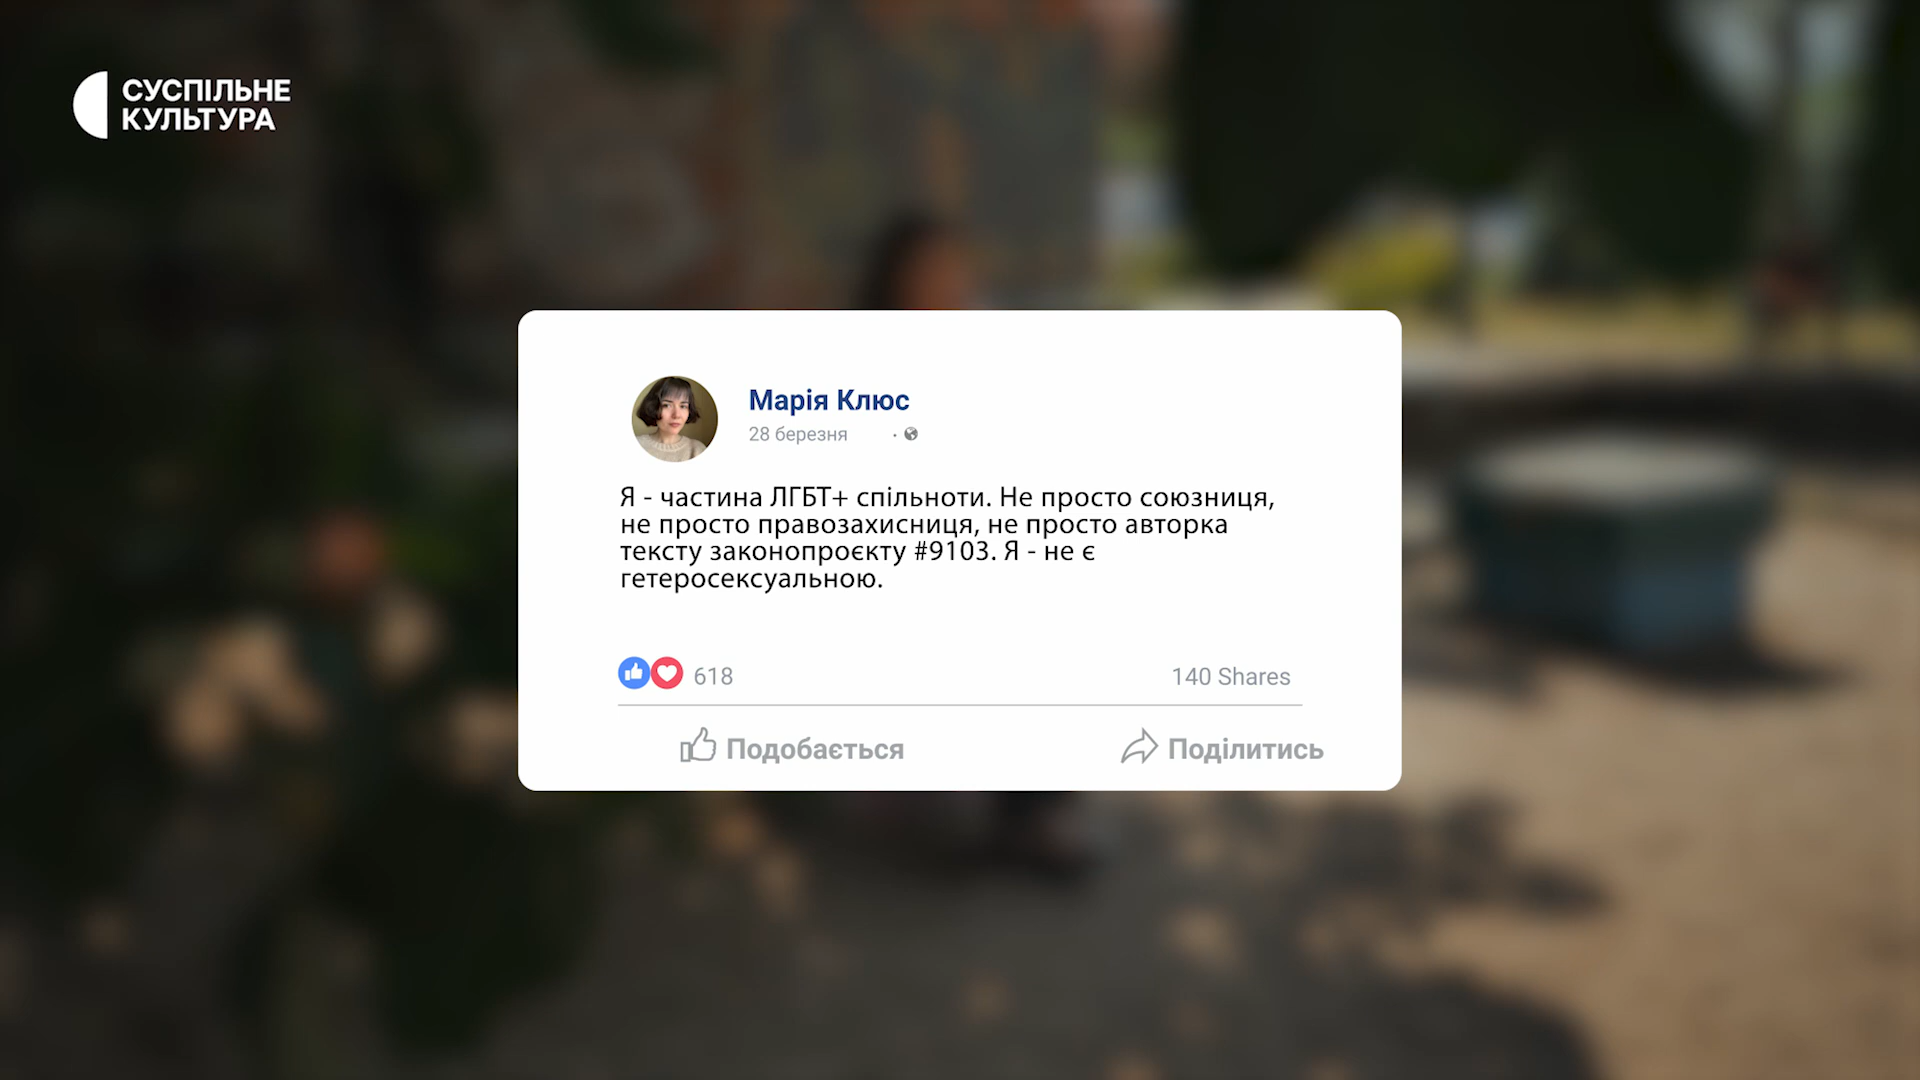 СУСПІЛЬНЕ
КУЛЬТУРА
Марія Клюс
28 березня
Я - частина ЛГБТ+ спільноти. Не просто союзниця,
не просто правозахисниця, не просто авторка
тексту законопроєкту #9103. Я - не є
гетеросексуальною.
618
140 Shares
Подобається
Поділитись